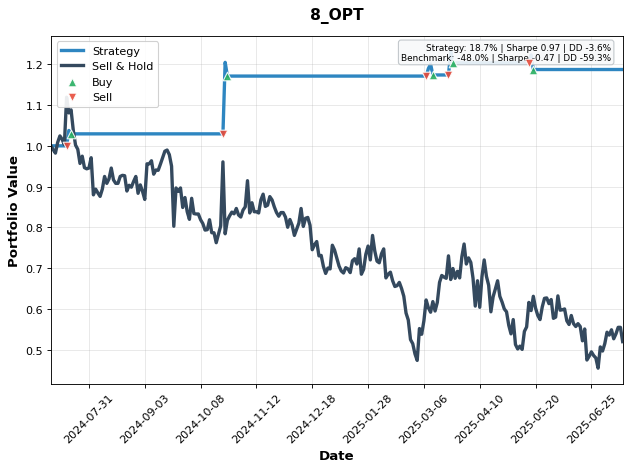 8_OPT
Strategy
Sell & Hold
Buy
Sell
Strategy: 18.7% | Sharpe 0.97 | DD -3.6%
Benchmark: -48.0% | Sharpe -0.47 | DD -59.3%
Portfolio Value
1.2
1.1
1.0
0.9
0.8
0.7
0.6
0.5
2024-07-31
2024-09-03
2024-10-08
2024-11-12
2024-12-18
2025-01-28
2025-03-06
2025-04-10
2025-05-20
2025-06-25
Date